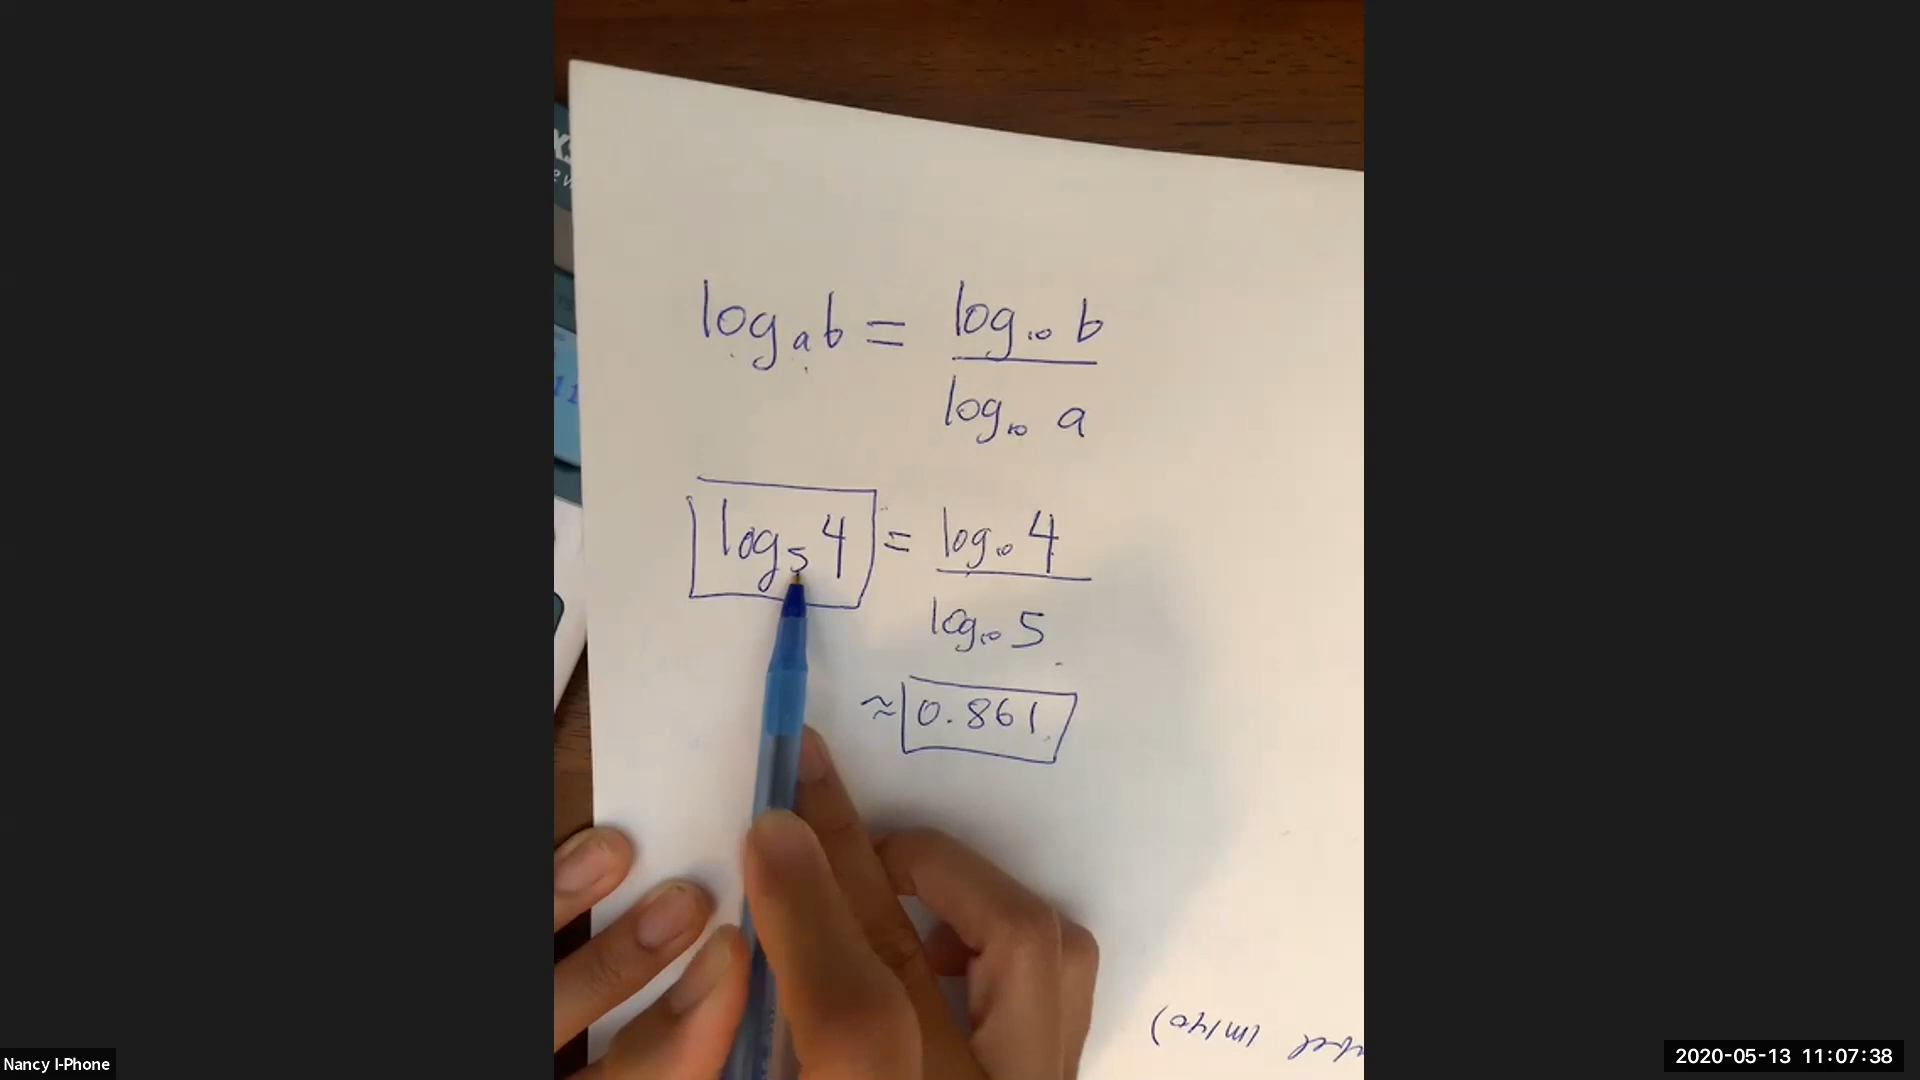 log_a b = log_10 b / log_10 a
log_5 4 = log_10 4 / log_10 5
≈ 0.861
Nancy I-Phone
2020-05-13 11:07:38